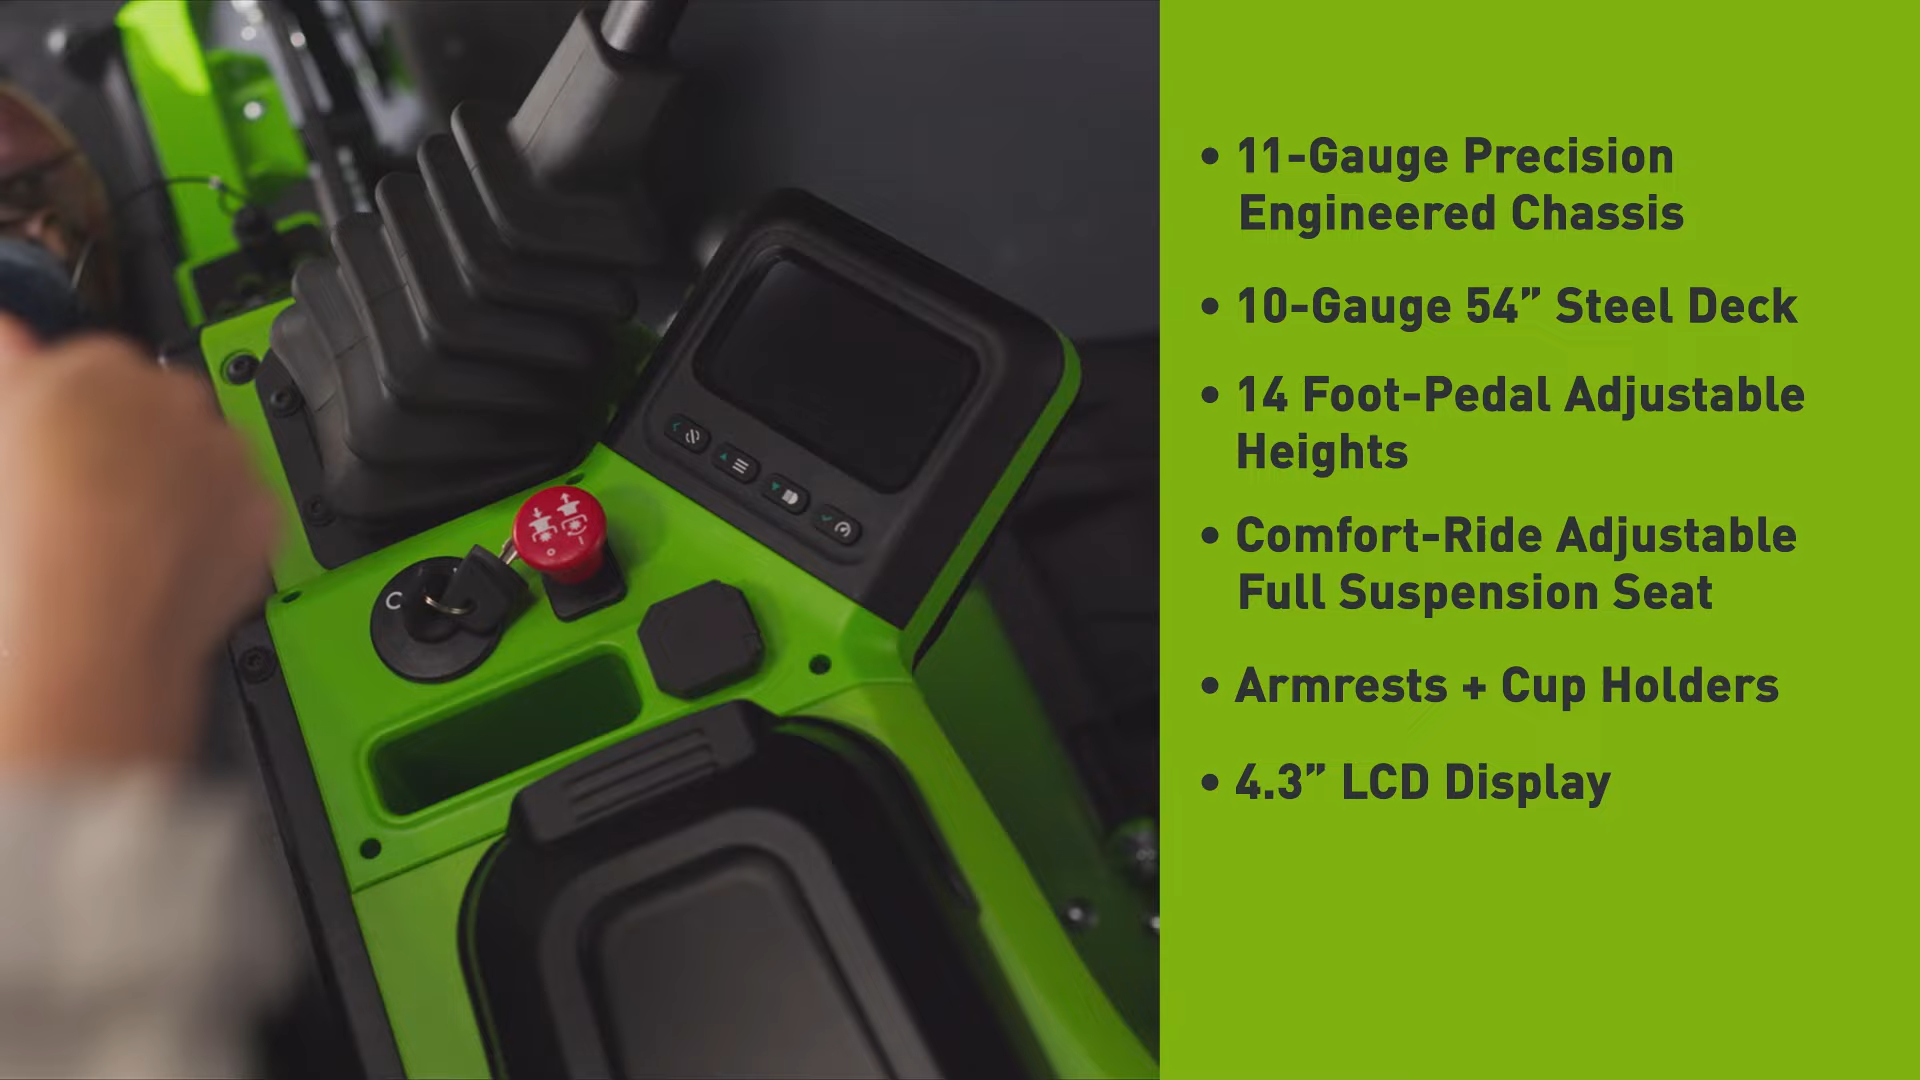 • 11-Gauge Precision
Engineered Chassis
• 10-Gauge 54” Steel Deck
• 14 Foot-Pedal Adjustable
Heights
• Comfort-Ride Adjustable
Full Suspension Seat
• Armrests + Cup Holders
• 4.3” LCD Display